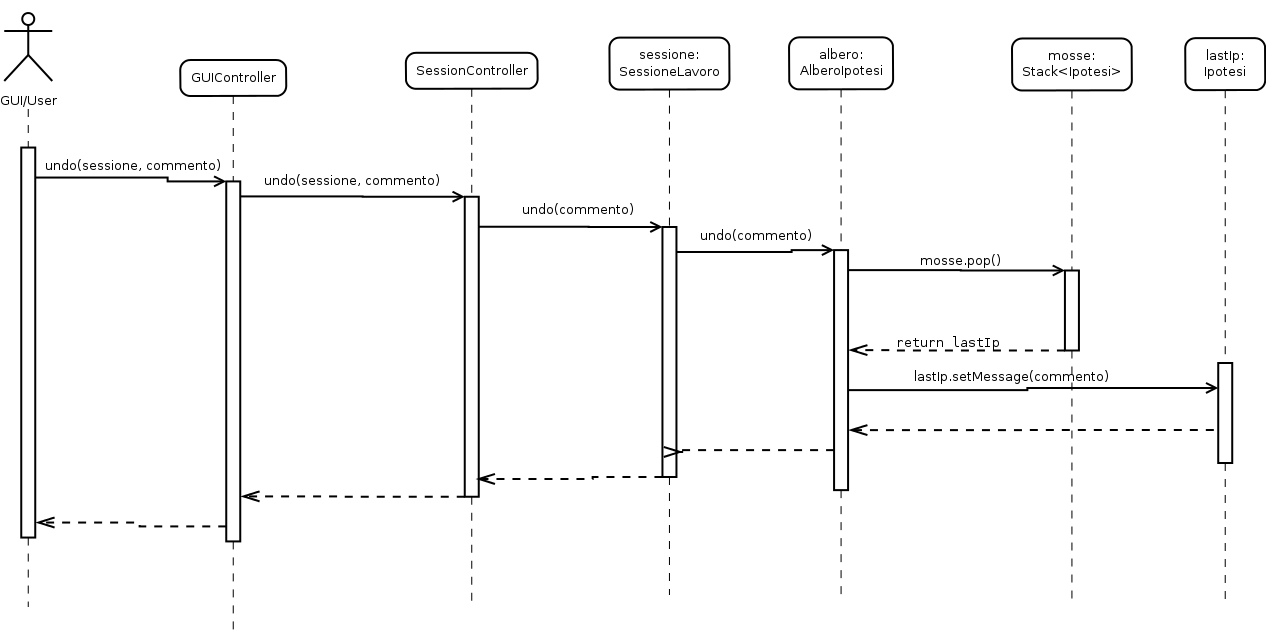 GUI/User
GUIController
SessionController
sessione:
SessioneLavoro
albero:
AlberoIpotesi
mosse:
Stack<Ipotesi>
lastIp:
Ipotesi
undo(sessione, commento)
undo(sessione, commento)
undo(commento)
undo(commento)
mosse.pop()
return lastIp
lastIp.setMessage(commento)